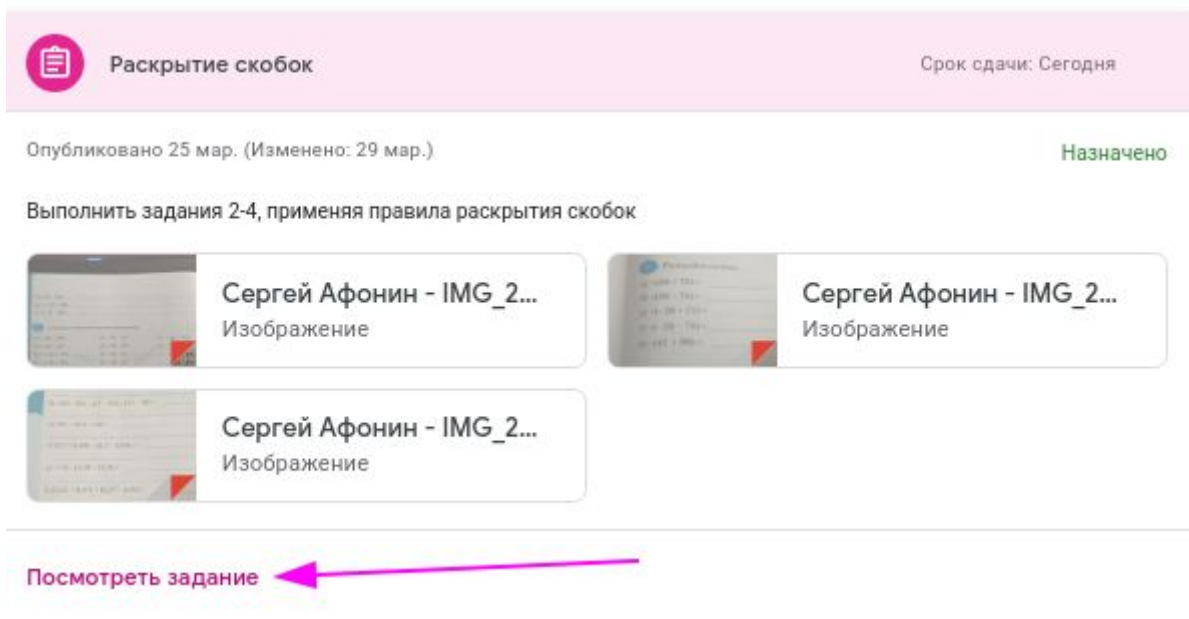 Раскрытие скобок
Срок сдачи: Сегодня
Опубликовано 25 мар. (Изменено: 29 мар.)
Назначено
Выполнить задания 2-4, применяя правила раскрытия скобок
Сергей Афонин - IMG_2...
Изображение
Сергей Афонин - IMG_2...
Изображение
Сергей Афонин - IMG_2...
Изображение
Посмотреть задание